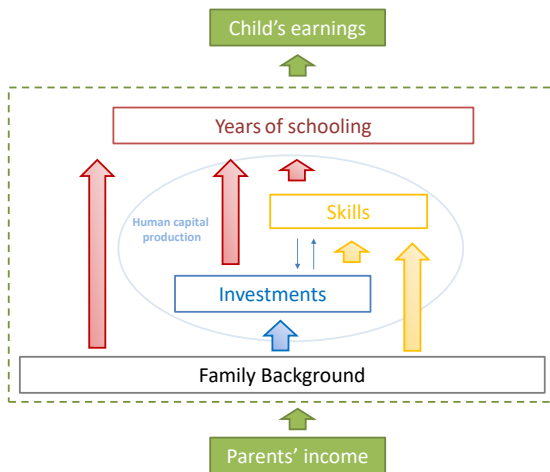 Child's earnings
Years of schooling
Skills
Human capital
production
Investments
Family Background
Parents' income